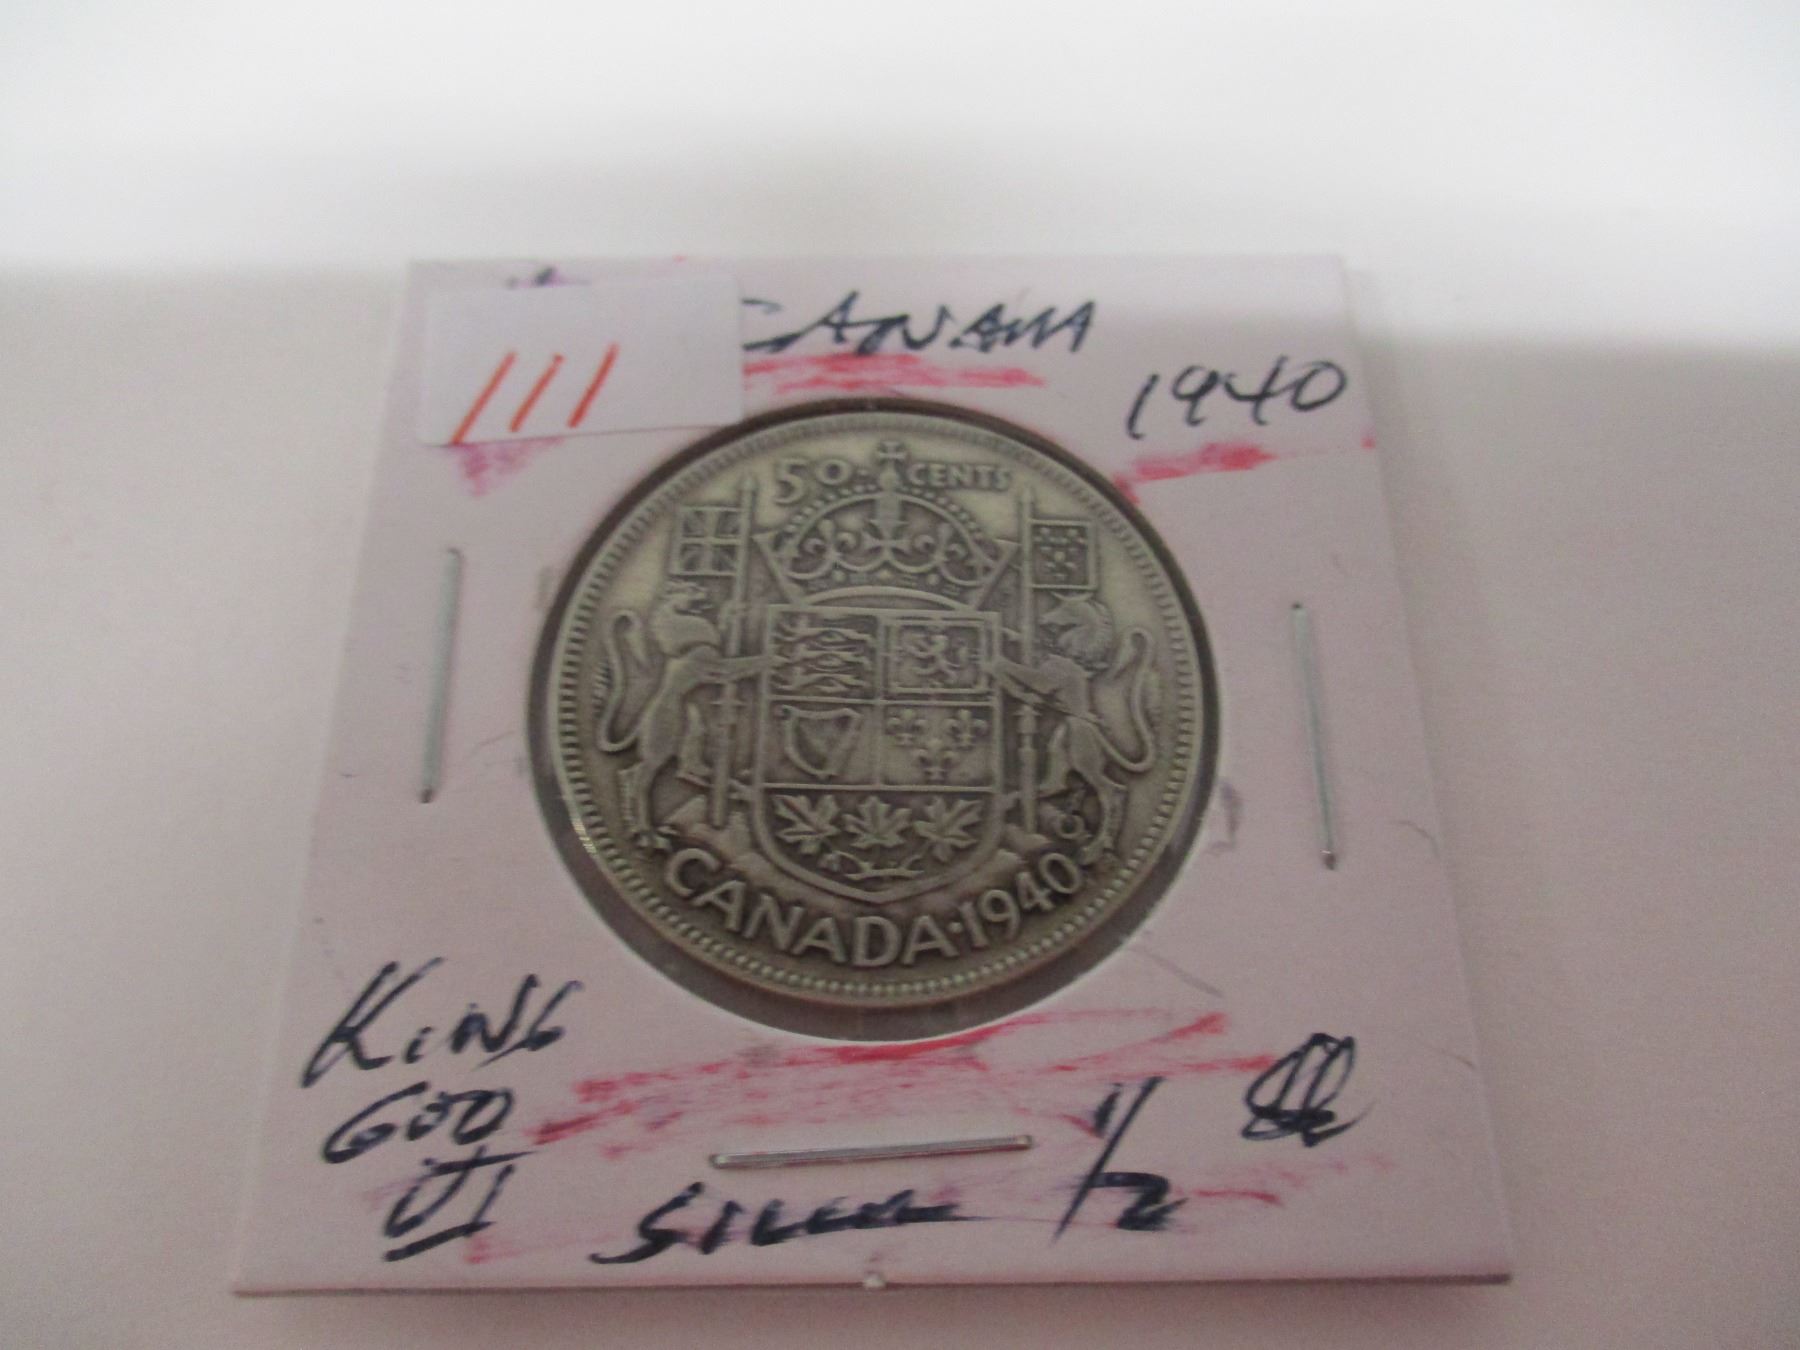 111
CANADA
1940
50 · CENTS
CANADA · 1940
KING
GEO
VI
SILVER 1/2 $